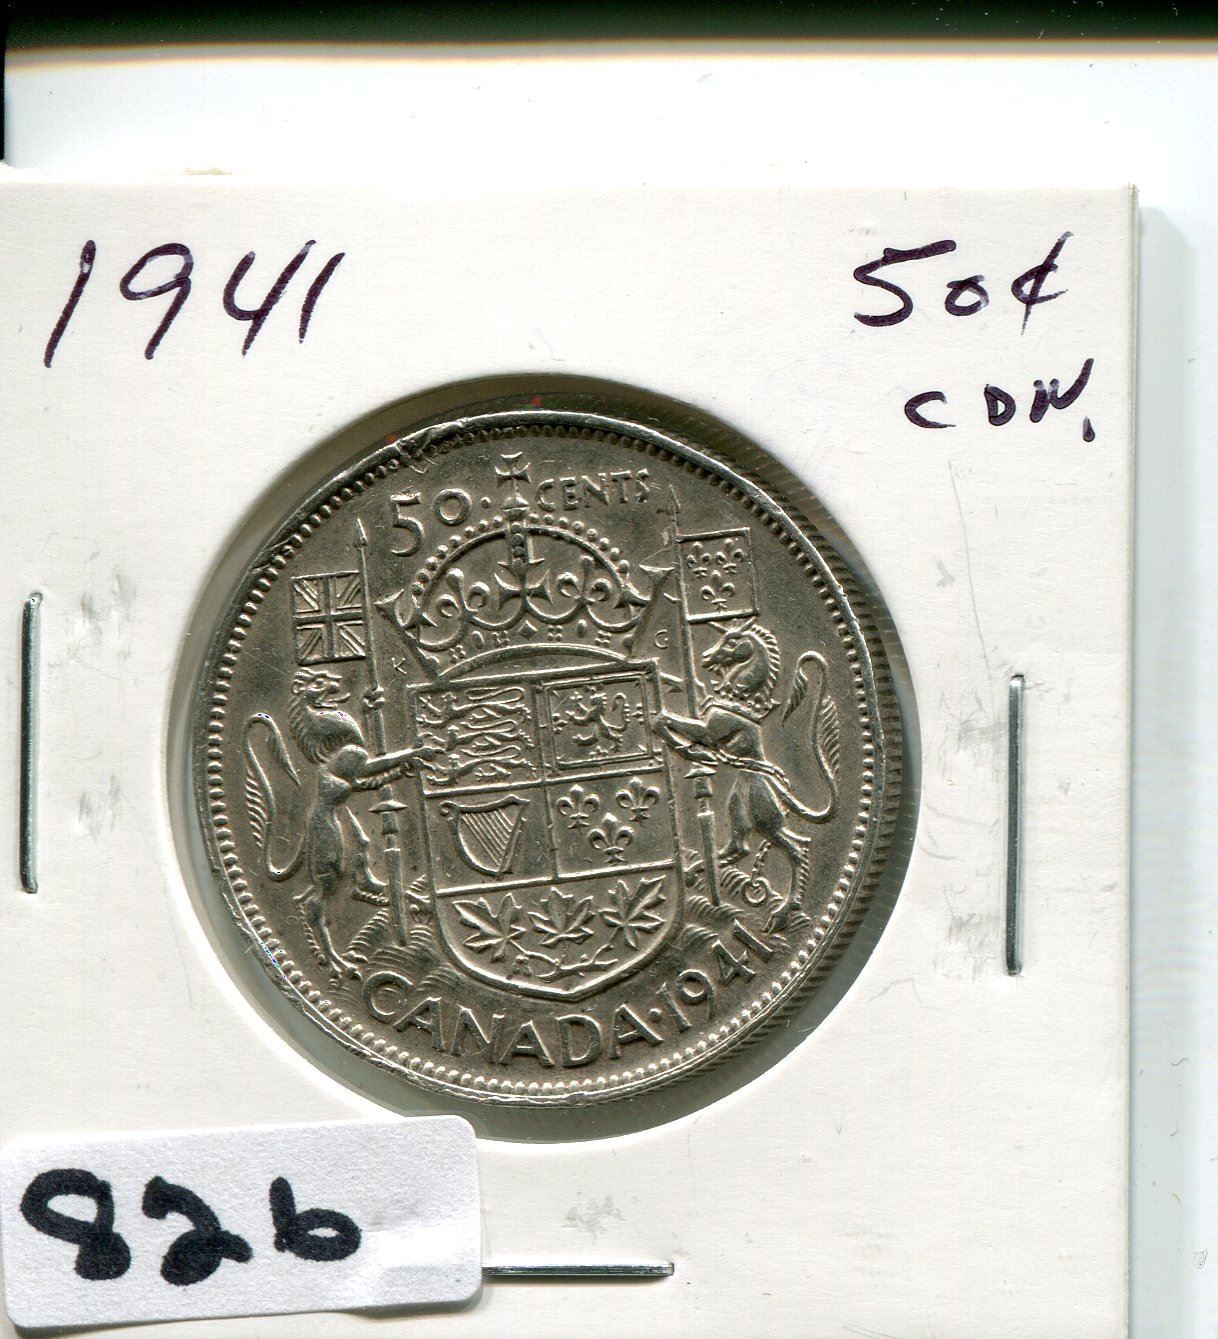 1941 50¢
CDN.
50· CENTS
K G
CANADA·1941
826